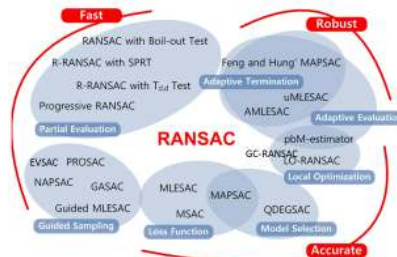 Fast
Robust
RANSAC with Boil-out Test
R-RANSAC with SPRT
Feng and Hung' MAPSAC
R-RANSAC with Td,d Test
Adaptive Termination
uMLESAC
Progressive RANSAC
AMLESAC
Adaptive Evaluation
Partial Evaluation
RANSAC
pbM-estimator
GC-RANSAC
LO-RANSAC
EVSAC PROSAC
Local Optimization
NAPSAC
GASAC
MLESAC
MAPSAC
Guided MLESAC
MSAC
QDEGSAC
Guided Sampling
Loss Function
Model Selection
Accurate